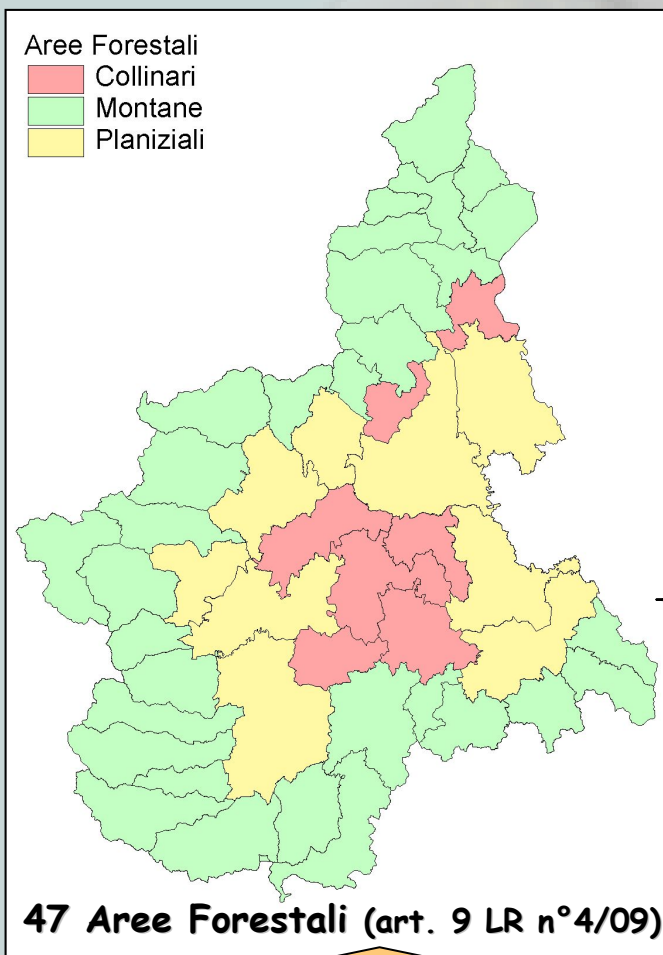 Aree Forestali
Collinari
Montane
Planiziali
47 Aree Forestali (art. 9 LR n°4/09)